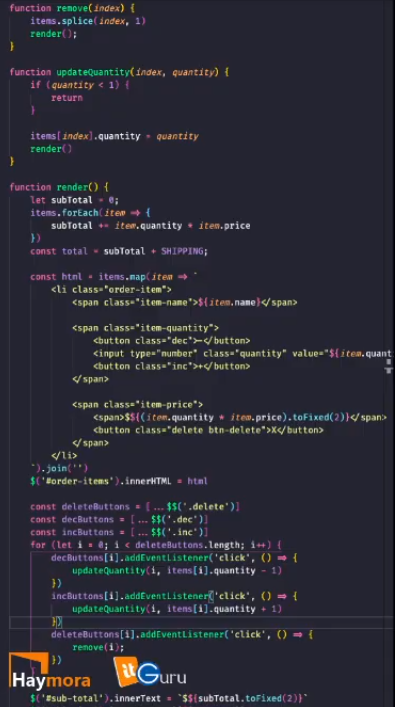 function remove(index) {
items.splice(index, 1)
render();
}
function updateQuantity(index, quantity) {
if (quantity < 1) {
return
}
items[index].quantity = quantity
render()
}
function render() {
let subTotal = 0;
items.forEach(item => {
subTotal += item.quantity * item.price
})
const total = subTotal + SHIPPING;
const html = items.map(item => `
<li class="order-item">
<span class="item-name">${item.name}</span>
<span class="item-quantity">
<button class="dec">-</button>
<input type="number" class="quantity" value="${item.quant
<button class="inc">+</button>
</span>
<span class="item-price">
<span>${(item.quantity * item.price).toFixed(2)}</span>
<button class="delete btn-delete">X</button>
</span>
</li>
`).join('')
$('#order-items').innerHTML = html
const deleteButtons = [...$$('.delete')]
const decButtons = [...$$('.dec')]
const incButtons = [...$$('.inc')]
for (let i = 0; i < deleteButtons.length; i++) {
decButtons[i].addEventListener('click', () => {
updateQuantity(i, items[i].quantity - 1)
})
incButtons[i].addEventListener('click', () => {
updateQuantity(i, items[i].quantity + 1)
})
deleteButtons[i].addEventListener('click', () => {
remove(i);
})
}
Haymora
itGuru
$('#sub-total').innerText = `$${subTotal.toFixed(2)}`